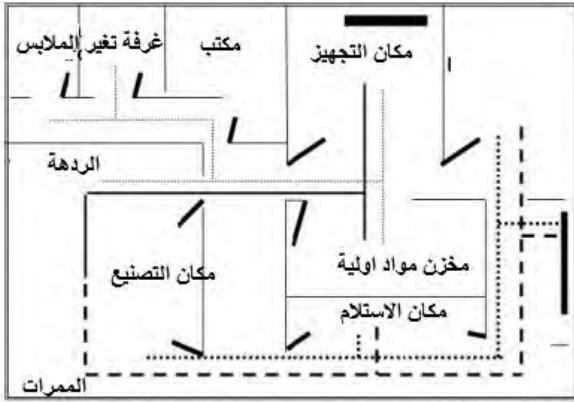 غرفة تغير الملابس
مكتب
مكان التجهيز
الردهة
مكان التصنيع
مخزن مواد اولية
مكان الاستلام
الممرات